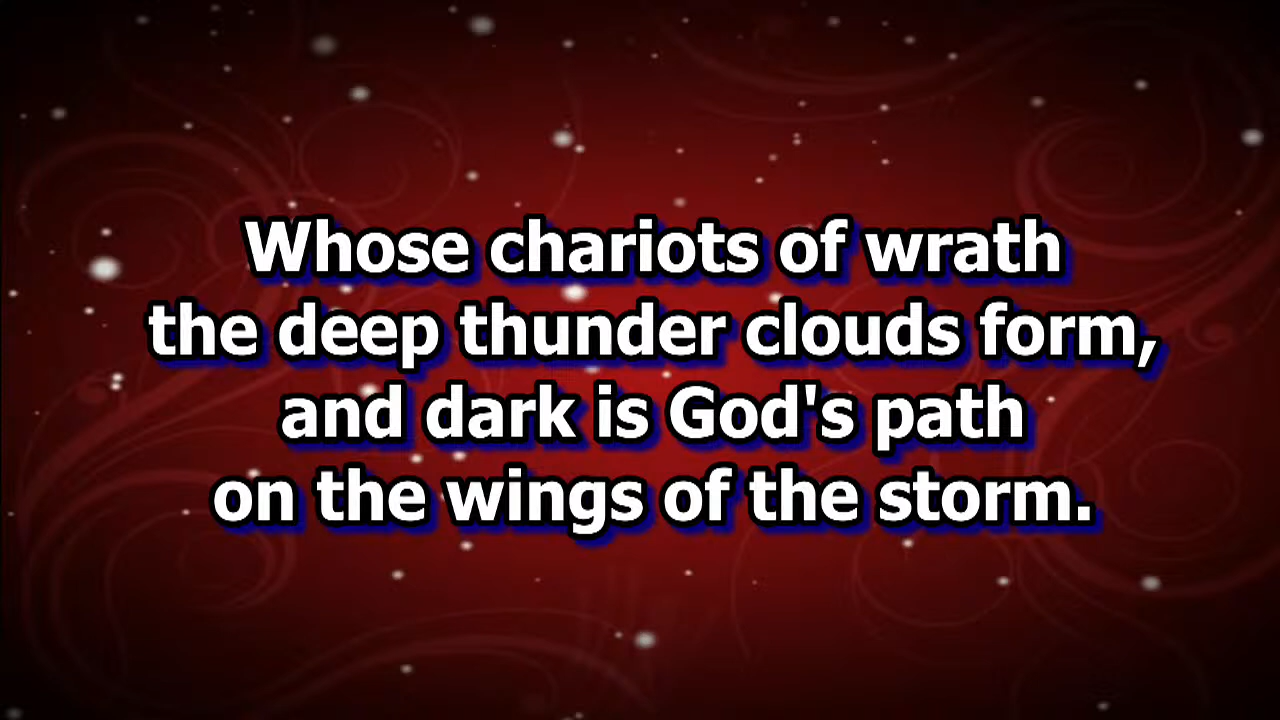 Whose chariots of wrath
the deep thunder clouds form,
and dark is God's path
on the wings of the storm.